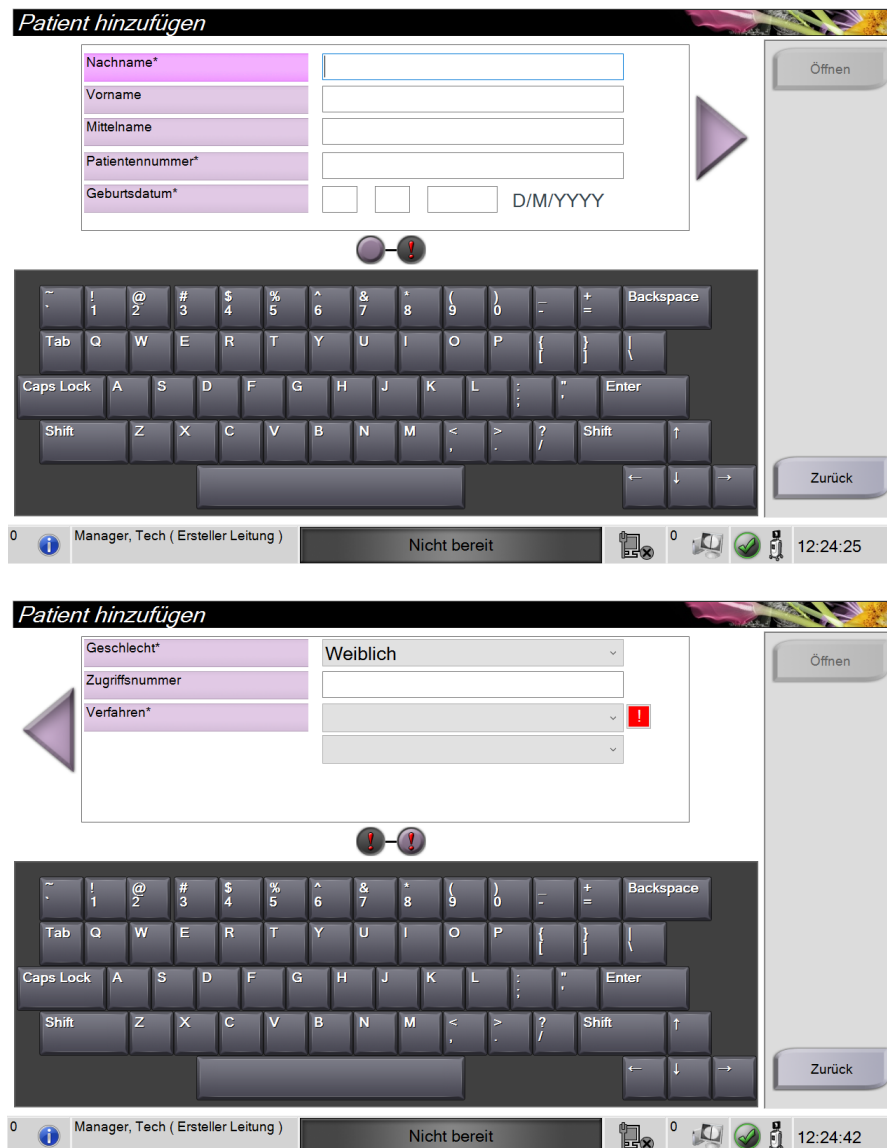 Patient hinzufügen
Nachname*
Vorname
Mittelname
Patientennummer*
Geburtsdatum*
D/M/YYYY
Öffnen
!
~ ! @ # $ % ^ & * ( ) _ + Backspace
` 1 2 3 4 5 6 7 8 9 0 - =
Tab Q W E R T Y U I O P { } |
[ ] \
Caps Lock A S D F G H J K L : " Enter
; '
Shift Z X C V B N M < > ? Shift ↑
, . /
← ↓ →
Zurück
0 Manager, Tech ( Ersteller Leitung ) Nicht bereit 0 12:24:25
Patient hinzufügen
Geschlecht* Weiblich
Zugriffsnummer
Verfahren* !
Öffnen
! !
~ ! @ # $ % ^ & * ( ) _ + Backspace
` 1 2 3 4 5 6 7 8 9 0 - =
Tab Q W E R T Y U I O P { } |
[ ] \
Caps Lock A S D F G H J K L : " Enter
; '
Shift Z X C V B N M < > ? Shift ↑
, . /
← ↓ →
Zurück
0 Manager, Tech ( Ersteller Leitung ) Nicht bereit 0 12:24:42